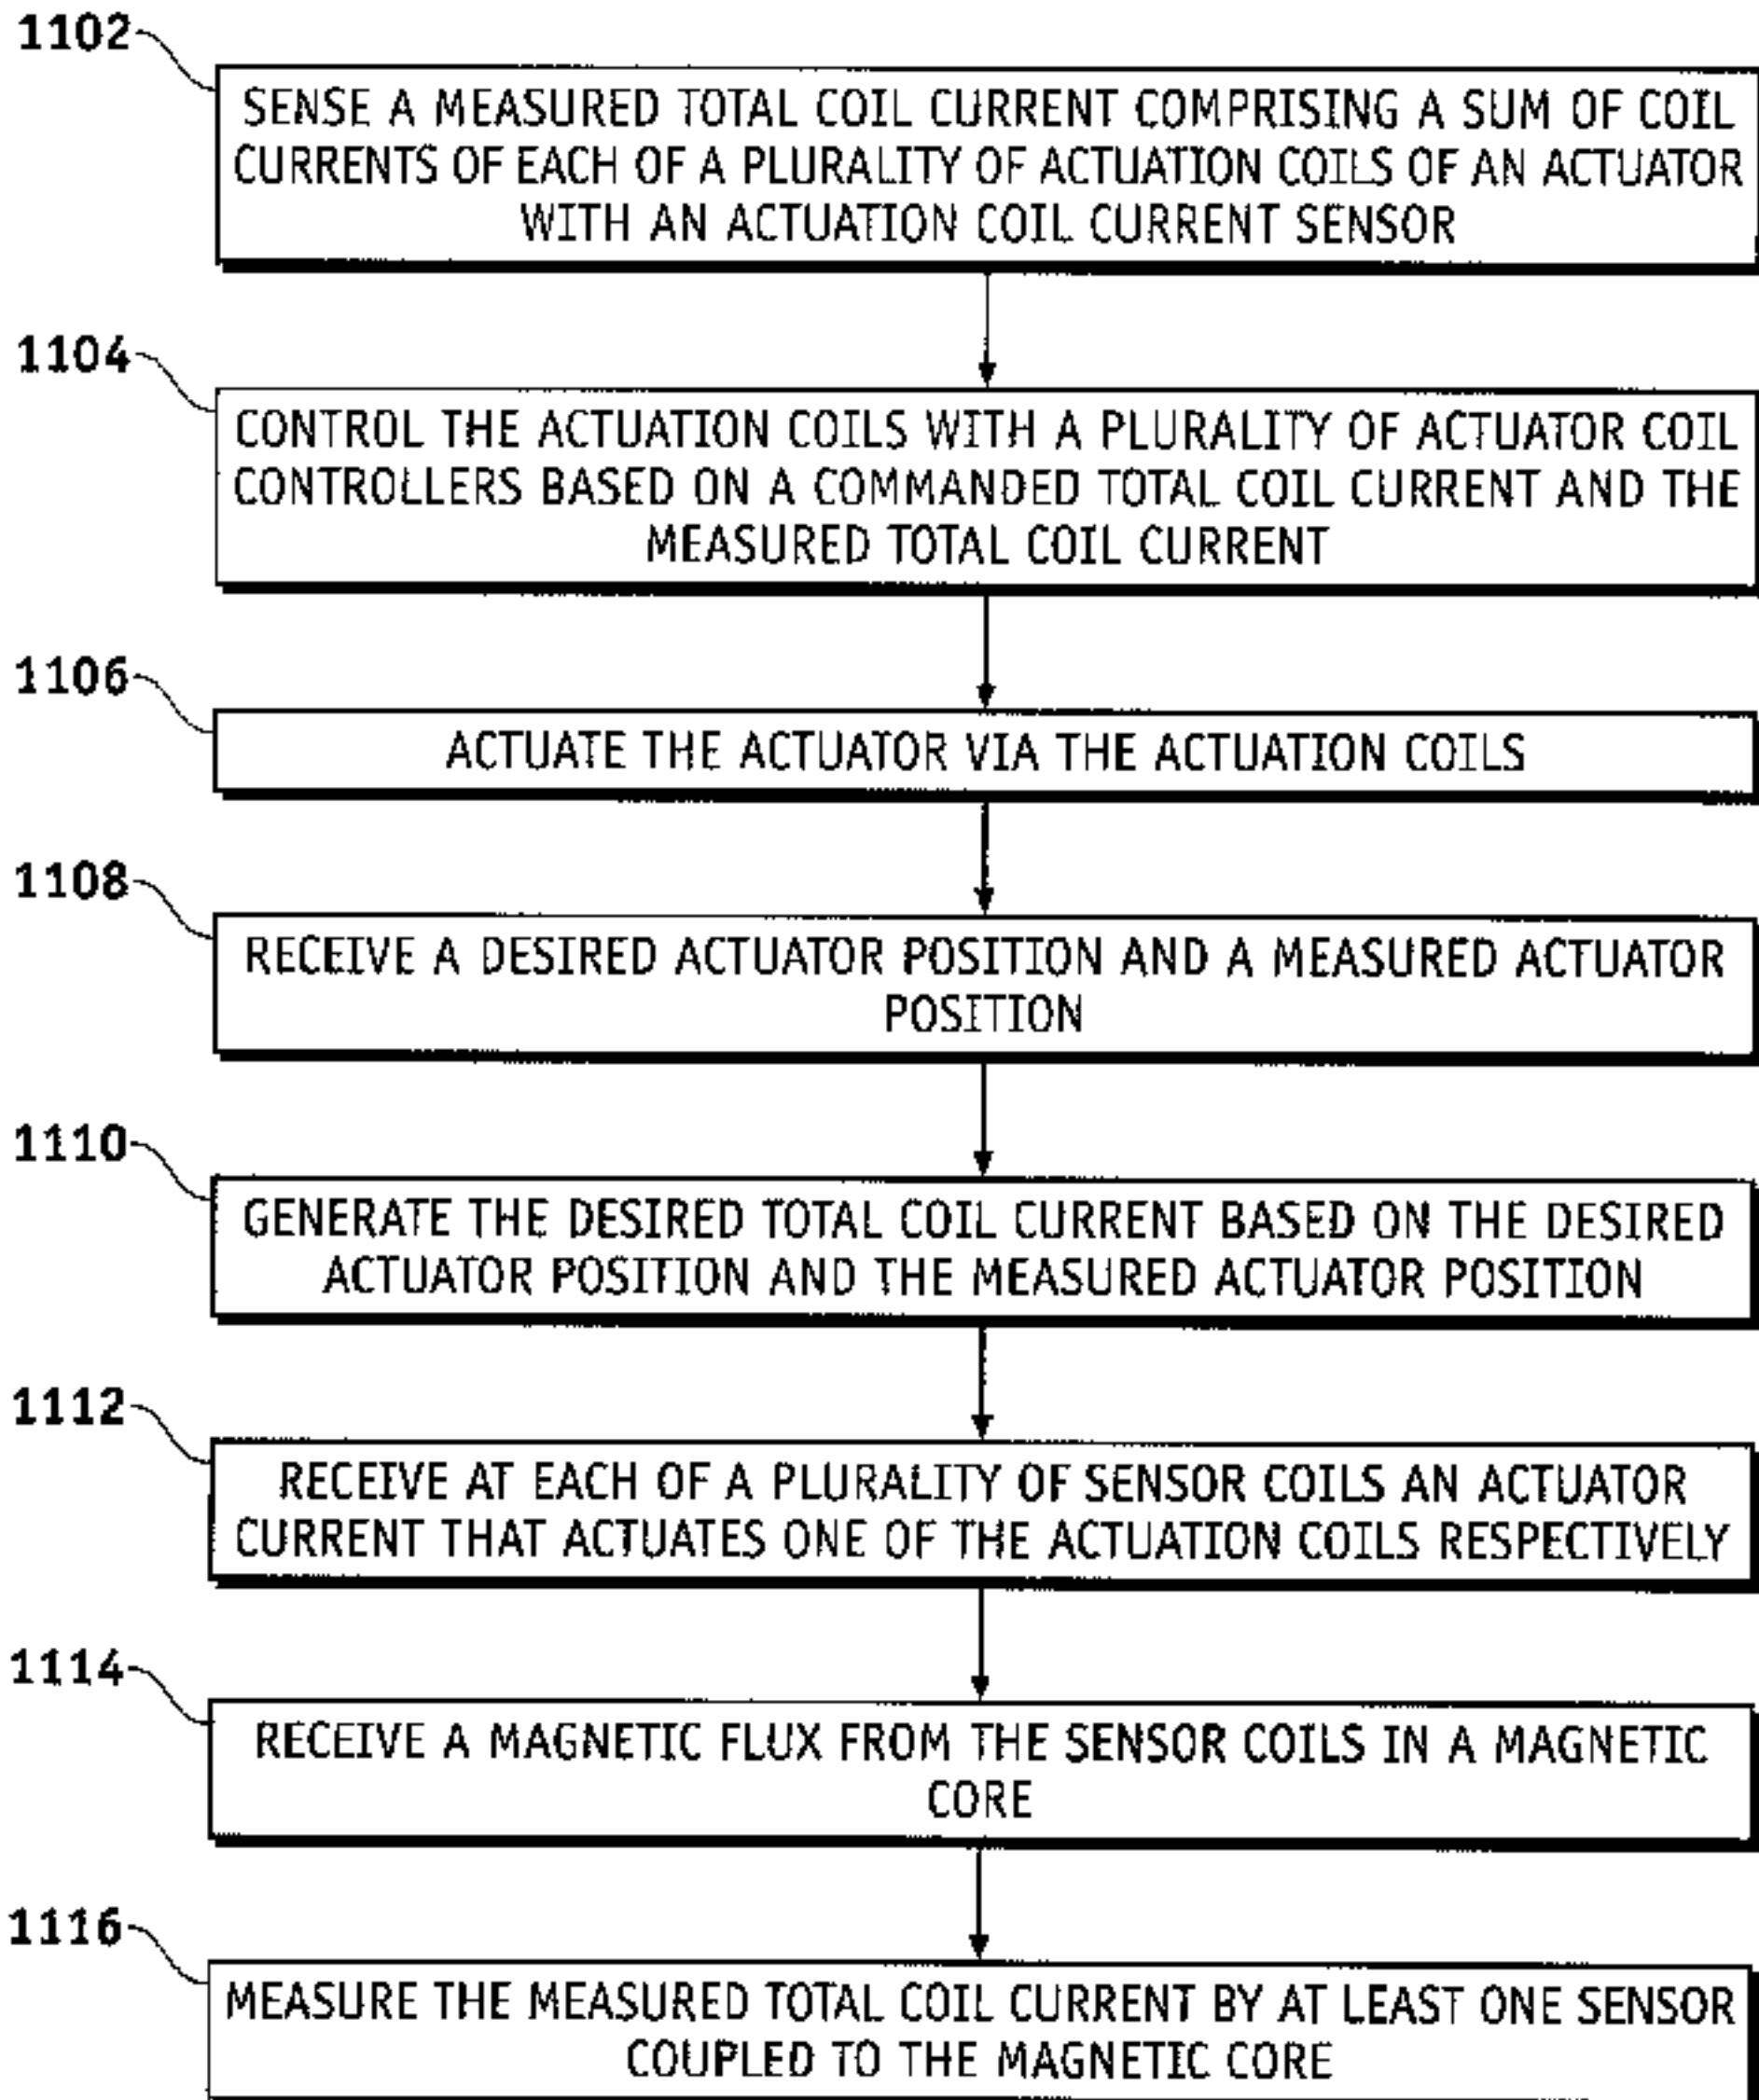 1102
SENSE A MEASURED TOTAL COIL CURRENT COMPRISING A SUM OF COIL
CURRENTS OF EACH OF A PLURALITY OF ACTUATION COILS OF AN ACTUATOR
WITH AN ACTUATION COIL CURRENT SENSOR
1104
CONTROL THE ACTUATION COILS WITH A PLURALITY OF ACTUATOR COIL
CONTROLLERS BASED ON A COMMANDED TOTAL COIL CURRENT AND THE
MEASURED TOTAL COIL CURRENT
1106
ACTUATE THE ACTUATOR VIA THE ACTUATION COILS
1108
RECEIVE A DESIRED ACTUATOR POSITION AND A MEASURED ACTUATOR
POSITION
1110
GENERATE THE DESIRED TOTAL COIL CURRENT BASED ON THE DESIRED
ACTUATOR POSITION AND THE MEASURED ACTUATOR POSITION
1112
RECEIVE AT EACH OF A PLURALITY OF SENSOR COILS AN ACTUATOR
CURRENT THAT ACTUATES ONE OF THE ACTUATION COILS RESPECTIVELY
1114
RECEIVE A MAGNETIC FLUX FROM THE SENSOR COILS IN A MAGNETIC
CORE
1116
MEASURE THE MEASURED TOTAL COIL CURRENT BY AT LEAST ONE SENSOR
COUPLED TO THE MAGNETIC CORE